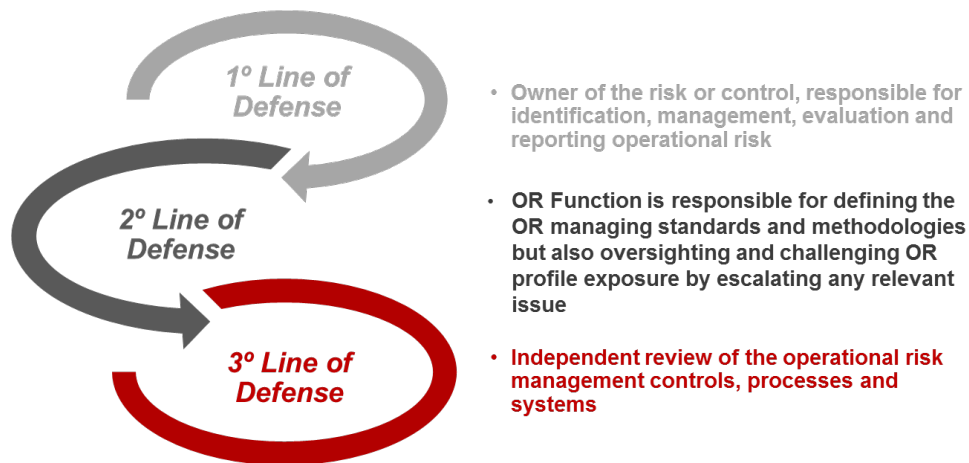 1º Line of
Defense
• Owner of the risk or control, responsible for
identification, management, evaluation and
reporting operational risk
2º Line of
Defense
• OR Function is responsible for defining the
OR managing standards and methodologies
but also oversighting and challenging OR
profile exposure by escalating any relevant
issue
3º Line of
Defense
• Independent review of the operational risk
management controls, processes and
systems